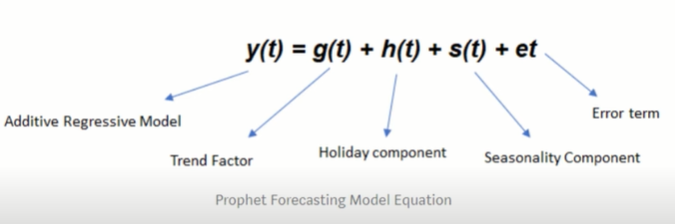 y(t) = g(t) + h(t) + s(t) + et
Error term
Additive Regressive Model
Trend Factor
Holiday component
Seasonality Component
Prophet Forecasting Model Equation